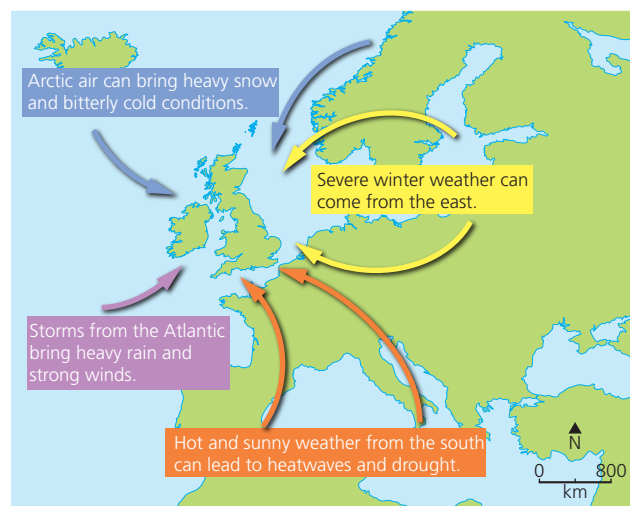 Arctic air can bring heavy snow
and bitterly cold conditions.
Severe winter weather can
come from the east.
Storms from the Atlantic
bring heavy rain and
strong winds.
Hot and sunny weather from the south
can lead to heatwaves and drought.
N
0 800
km